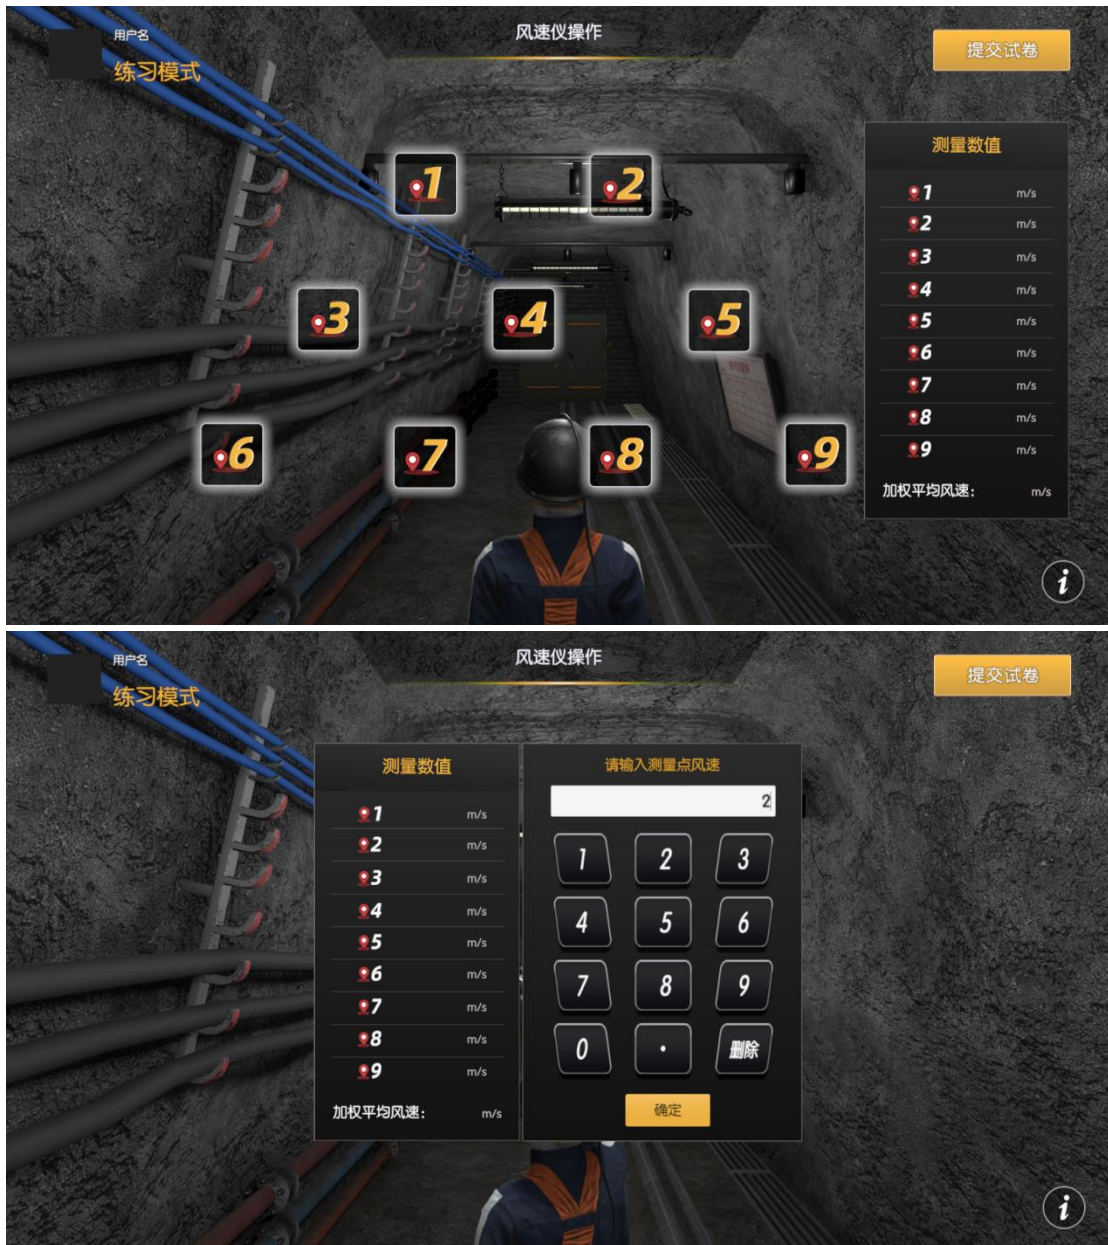 用户名
练习模式
风速仪操作
提交试卷
1
2
3
4
5
6
7
8
9
测量数值
1 m/s
2 m/s
3 m/s
4 m/s
5 m/s
6 m/s
7 m/s
8 m/s
9 m/s
加权平均风速: m/s
i
用户名
练习模式
风速仪操作
提交试卷
测量数值
1 m/s
2 m/s
3 m/s
4 m/s
5 m/s
6 m/s
7 m/s
8 m/s
9 m/s
加权平均风速: m/s
请输入测量点风速
2
1 2 3
4 5 6
7 8 9
0 · 删除
确定
i